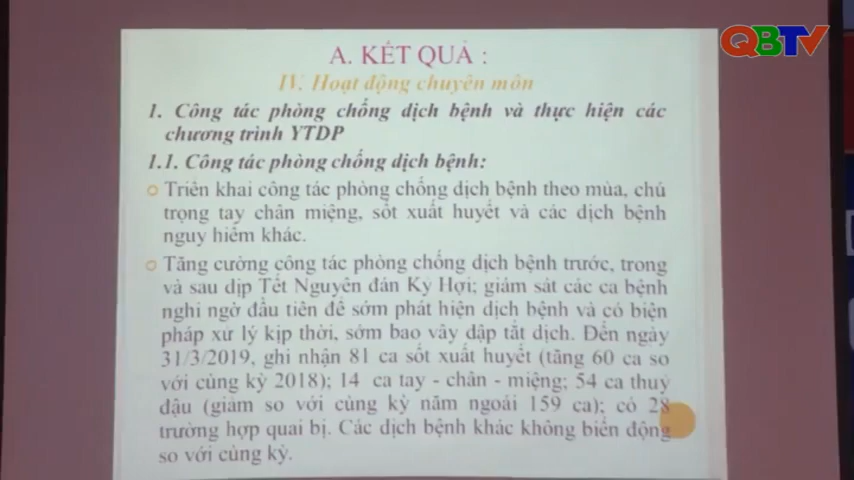 QBTV
A. KẾT QUẢ :
IV. Hoạt động chuyên môn
1. Công tác phòng chống dịch bệnh và thực hiện các
chương trình YTDP
1.1. Công tác phòng chống dịch bệnh:
Triển khai công tác phòng chống dịch bệnh theo mùa, chú
trọng tay chân miệng, sốt xuất huyết và các dịch bệnh
nguy hiểm khác.
Tăng cường công tác phòng chống dịch bệnh trước, trong
và sau dịp Tết Nguyên đán Kỷ Hợi; giám sát các ca bệnh
nghi ngờ đầu tiên để sớm phát hiện dịch bệnh và có biện
pháp xử lý kịp thời, sớm bao vây dập tắt dịch. Đến ngày
31/3/2019, ghi nhận 81 ca sốt xuất huyết (tăng 60 ca so
với cùng kỳ 2018); 14 ca tay - chân - miệng; 54 ca thuỷ
đậu (giảm so với cùng kỳ năm ngoái 159 ca); có 28
trường hợp quai bị. Các dịch bệnh khác không biến động
so với cùng kỳ.